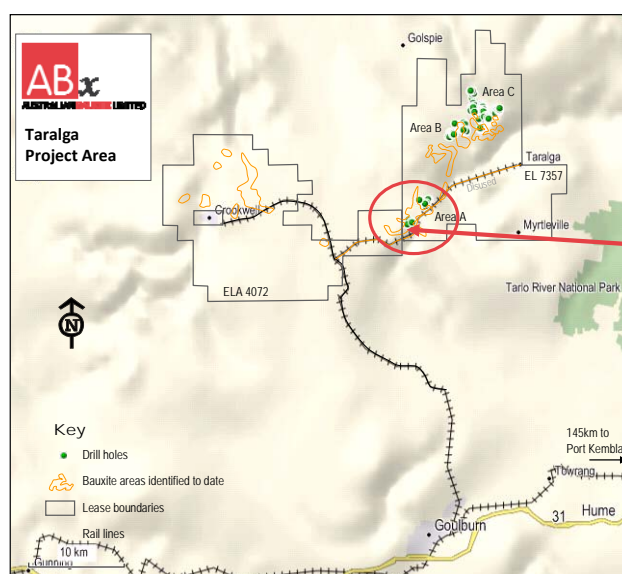 ABx
AUSTRALIAN BAUXITE LIMITED
Taralga
Project Area
Golspie
Area C
Area B
Taralga
EL 7357
Disused
Crookwell
Area A
Myrtleville
Tarlo River National Park
ELA 4072
N
Key
Drill holes
Bauxite areas identified to date
Lease boundaries
Rail lines
10 km
Gunning
145km to
Port Kembla
Towrang
Goulburn
31
Hume